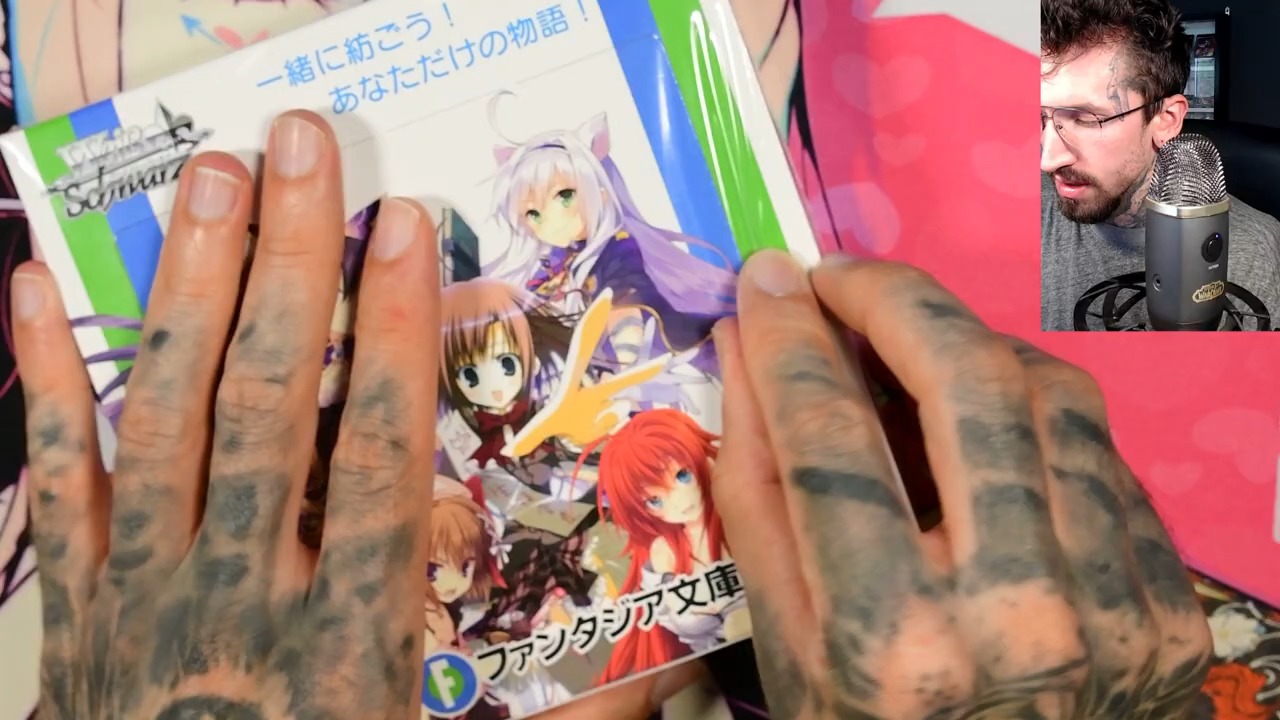 一緒に紡ごう！
あなただけの物語！
Weiß
Schwarz
ファンタジア文庫